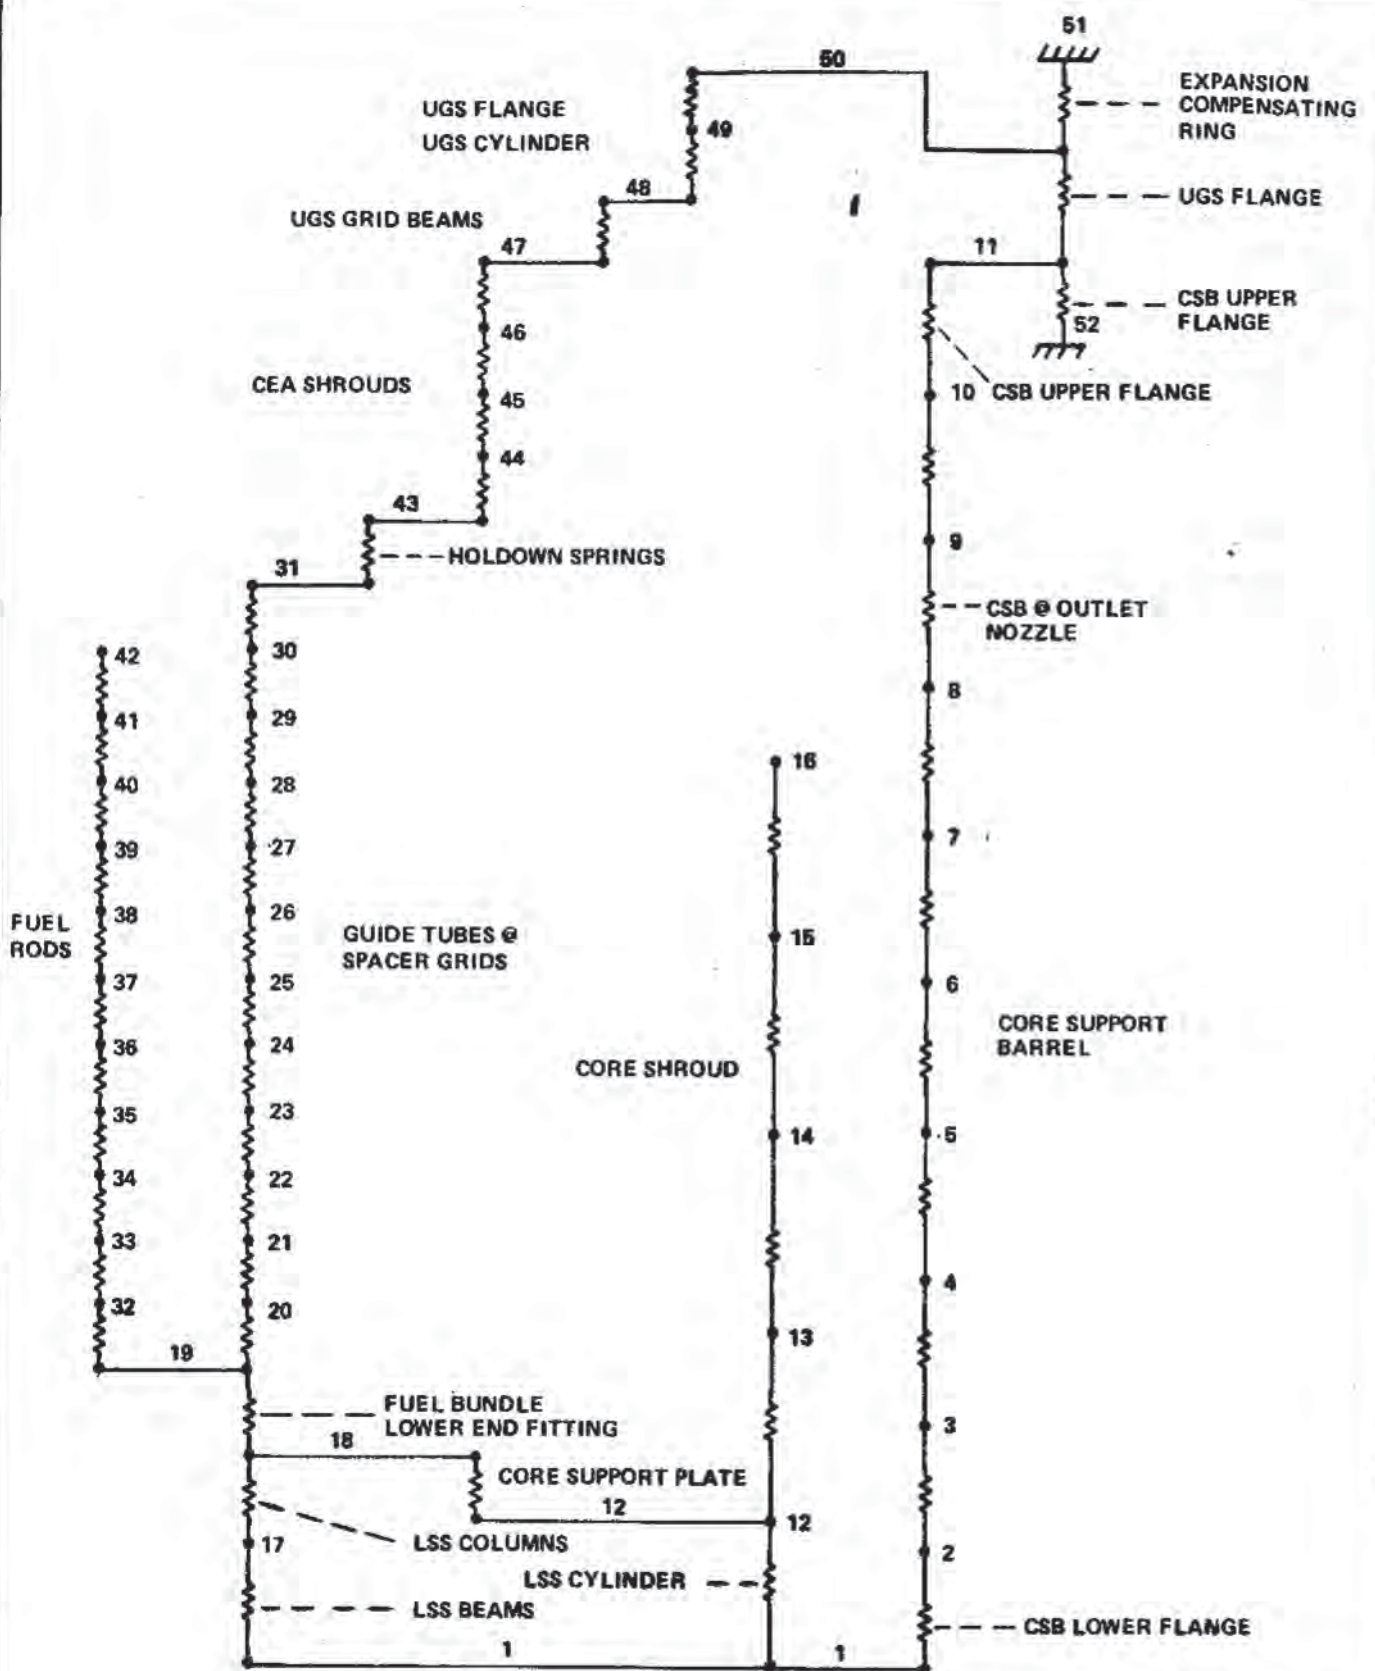 51
50
EXPANSION
COMPENSATING
RING
UGS FLANGE
UGS CYLINDER
49
48
UGS FLANGE
UGS GRID BEAMS
47
11
CSB UPPER
FLANGE
52
46
CEA SHROUDS
45
10 CSB UPPER FLANGE
44
43
9
HOLDOWN SPRINGS
31
CSB @ OUTLET
NOZZLE
42
30
8
41
29
16
40
28
39
27
7
38
26
FUEL
RODS
GUIDE TUBES @
SPACER GRIDS
15
37
25
6
36
24
CORE SUPPORT
BARREL
CORE SHROUD
35
23
14
5
34
22
33
21
4
32
20
13
19
FUEL BUNDLE
LOWER END FITTING
3
18
CORE SUPPORT PLATE
12
12
17
LSS COLUMNS
2
LSS CYLINDER
LSS BEAMS
CSB LOWER FLANGE
1
1